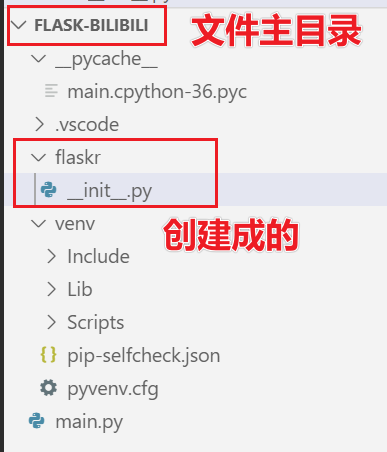 FLASK-BILIBILI
文件主目录
__pycache__
main.cpython-36.pyc
.vscode
flaskr
__init__.py
创建成的
venv
Include
Lib
Scripts
{} pip-selfcheck.json
pyvenv.cfg
main.py